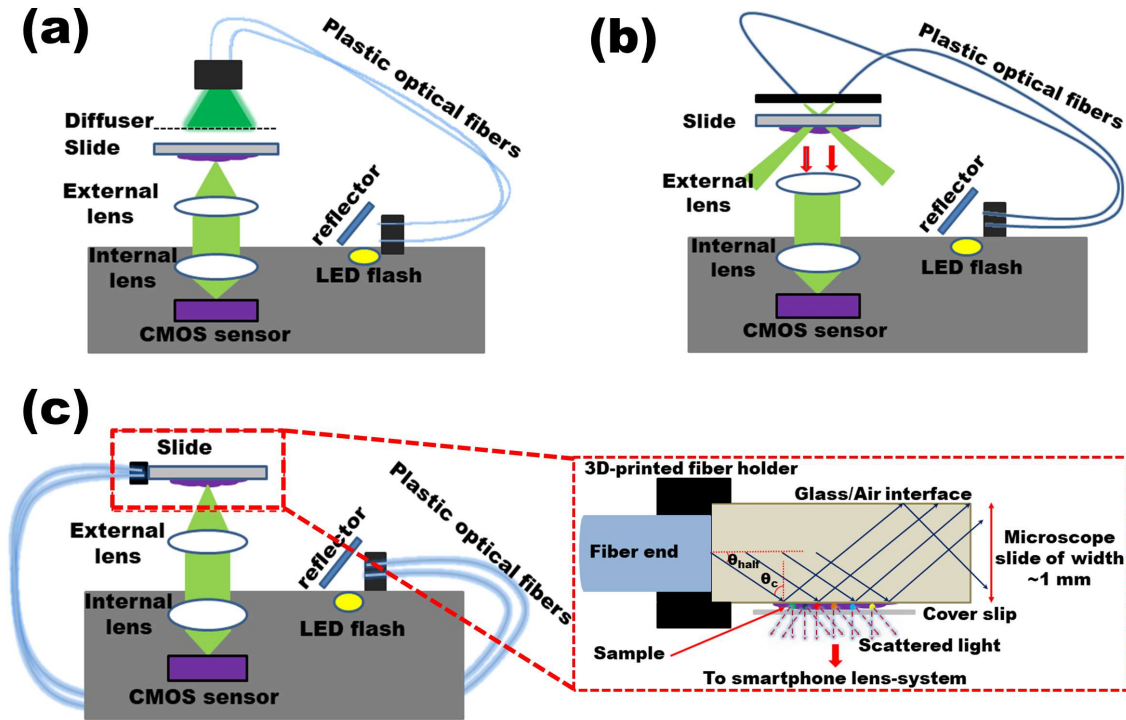 (a)
Plastic optical fibers
Diffuser
Slide
External
lens
reflector
Internal
lens
LED flash
CMOS sensor
(b)
Plastic optical fibers
Slide
External
lens
reflector
Internal
lens
LED flash
CMOS sensor
(c)
Slide
Plastic optical fibers
External
lens
reflector
Internal
lens
LED flash
CMOS sensor
3D-printed fiber holder
Glass/Air interface
Fiber end
θhalf
θc
Microscope
slide of width
~1 mm
Cover slip
Sample
Scattered light
To smartphone lens-system